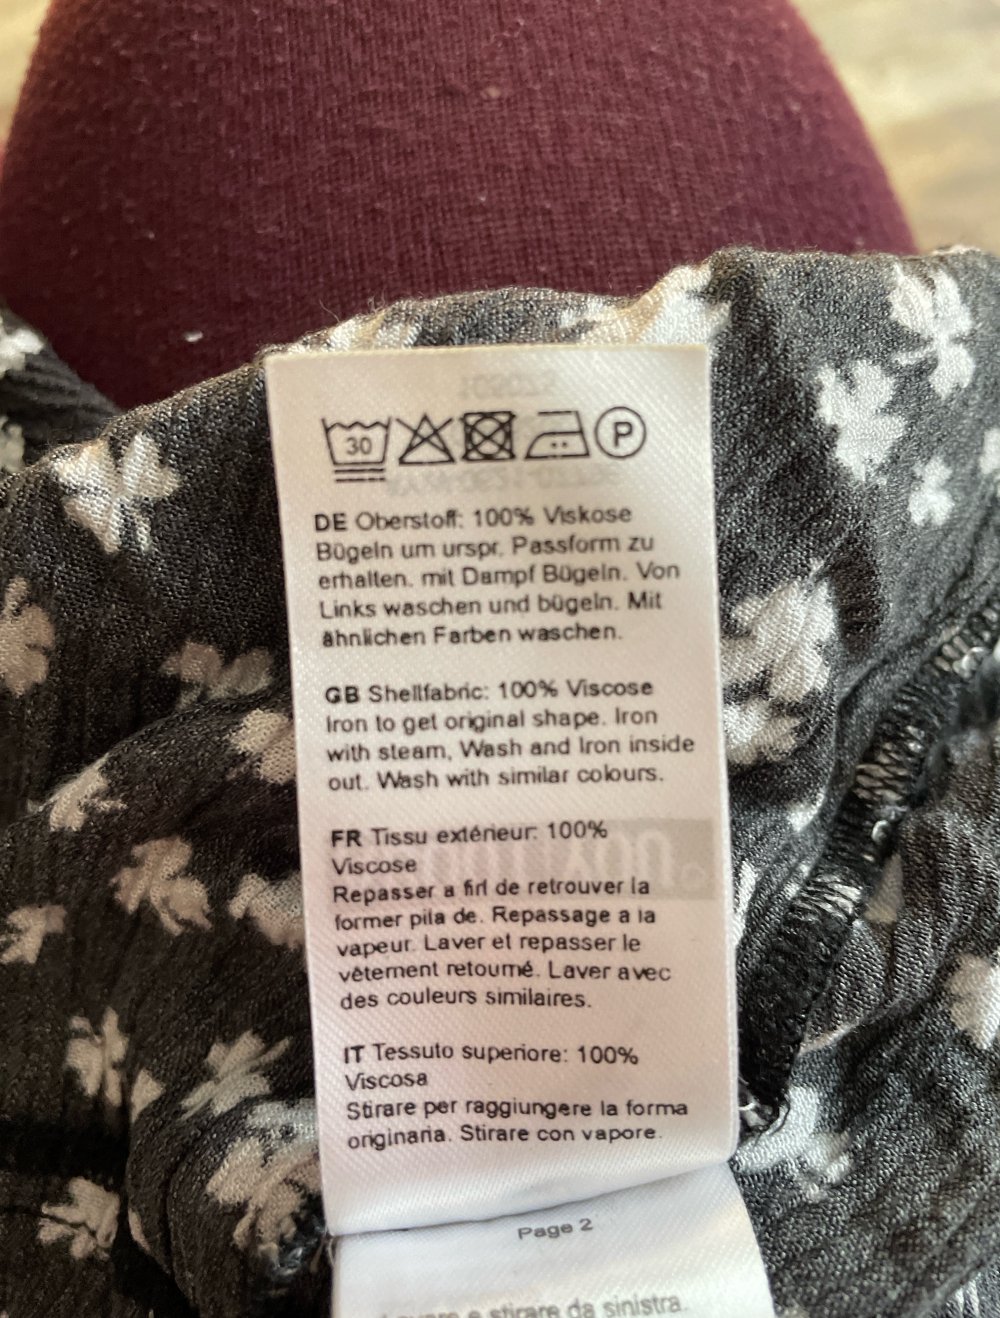 30 P
DE Oberstoff: 100% Viskose
Bügeln um urspr. Passform zu
erhalten. mit Dampf Bügeln. Von
Links waschen und bügeln. Mit
ähnlichen Farben waschen.
GB Shellfabric: 100% Viscose
Iron to get original shape. Iron
with steam, Wash and Iron inside
out. Wash with similar colours.
FR Tissu extérieur: 100%
Viscose
Repasser a firl de retrouver la
former pila de. Repassage a la
vapeur. Laver et repasser le
vêtement retourné. Laver avec
des couleurs similaires.
IT Tessuto superiore: 100%
Viscosa
Stirare per raggiungere la forma
originaria. Stirare con vapore.
Page 2
e stirare da sinistra.